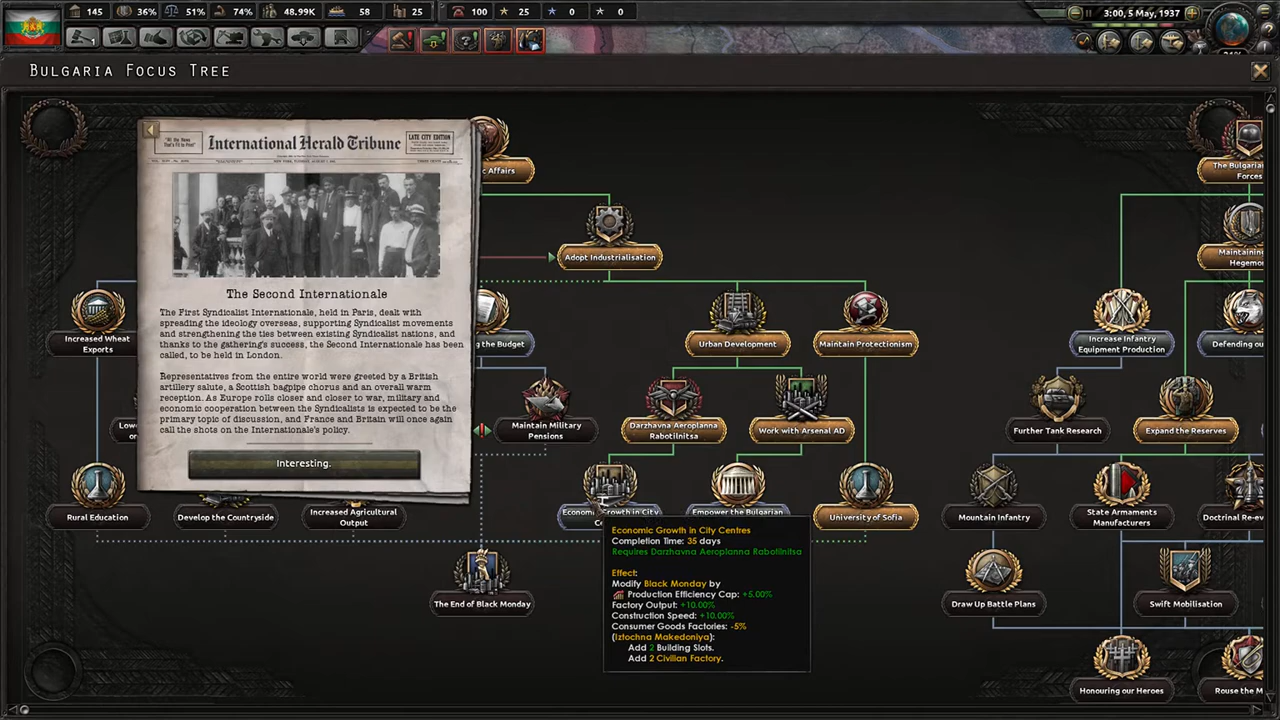 145
36%
51%
74%
48.99K
58
25
100
25
0
0
3:00, 5 May, 1937
BULGARIA FOCUS TREE
International Herald Tribune
LATE CITY EDITION
The Second Internationale
The First Syndicalist Internationale, held in Paris, dealt with
spreading the ideology overseas, supporting Syndicalist movements
and strengthening the ties between existing Syndicalist nations, and
thanks to the gathering's success, the Second Internationale has been
called, to be held in London.
Representatives from the entire world were greeted by a British
artillery salute, a Scottish bagpipe chorus and an overall warm
reception. As Europe rolls closer and closer to war, military and
economic cooperation between the Syndicalists is expected to be the
primary topic of discussion, and France and Britain will once again
call the shots on the Internationale's policy.
Interesting.
Affairs
The Bulgarian
Forces
Adopt Industrialisation
Maintaining
Hegemo
Increased Wheat
Exports
ng the Budget
Urban Development
Maintain Protectionism
Increase Infantry
Equipment Production
Defending ou
Low
Maintain Military
Pensions
Darzhavna Aeroplanna
Rabotilnitsa
Work with Arsenal AD
Further Tank Research
Expand the Reserves
Rural Education
Develop the Countryside
Increased Agricultural
Output
Economic Growth in City
Empower the Bulgarian
University of Sofia
Mountain Infantry
State Armaments
Manufacturers
Doctrinal Re-ev
Economic Growth in City Centres
Completion Time: 35 days
Requires Darzhavna Aeroplanna Rabotilnitsa
Effect:
Modify Black Monday by
Production Efficiency Cap: +5.00%
Factory Output: +10.00%
Construction Speed: +10.00%
Consumer Goods Factories: -5%
(Iztochna Makedoniya):
Add 2 Building Slots.
Add 2 Civilian Factory.
The End of Black Monday
Draw Up Battle Plans
Swift Mobilisation
Honouring our Heroes
Rouse the M